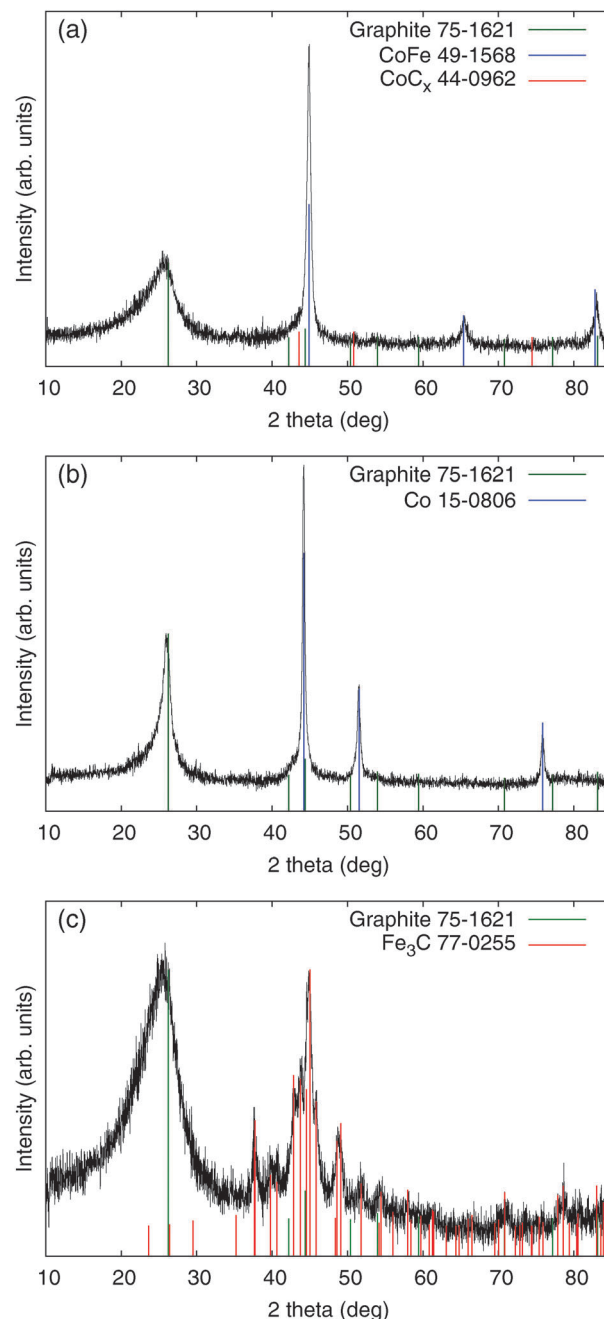 (a)
Graphite 75-1621
CoFe 49-1568
CoCₓ 44-0962
Intensity (arb. units)
10 20 30 40 50 60 70 80
2 theta (deg)
(b)
Graphite 75-1621
Co 15-0806
Intensity (arb. units)
10 20 30 40 50 60 70 80
2 theta (deg)
(c)
Graphite 75-1621
Fe₃C 77-0255
Intensity (arb. units)
10 20 30 40 50 60 70 80
2 theta (deg)